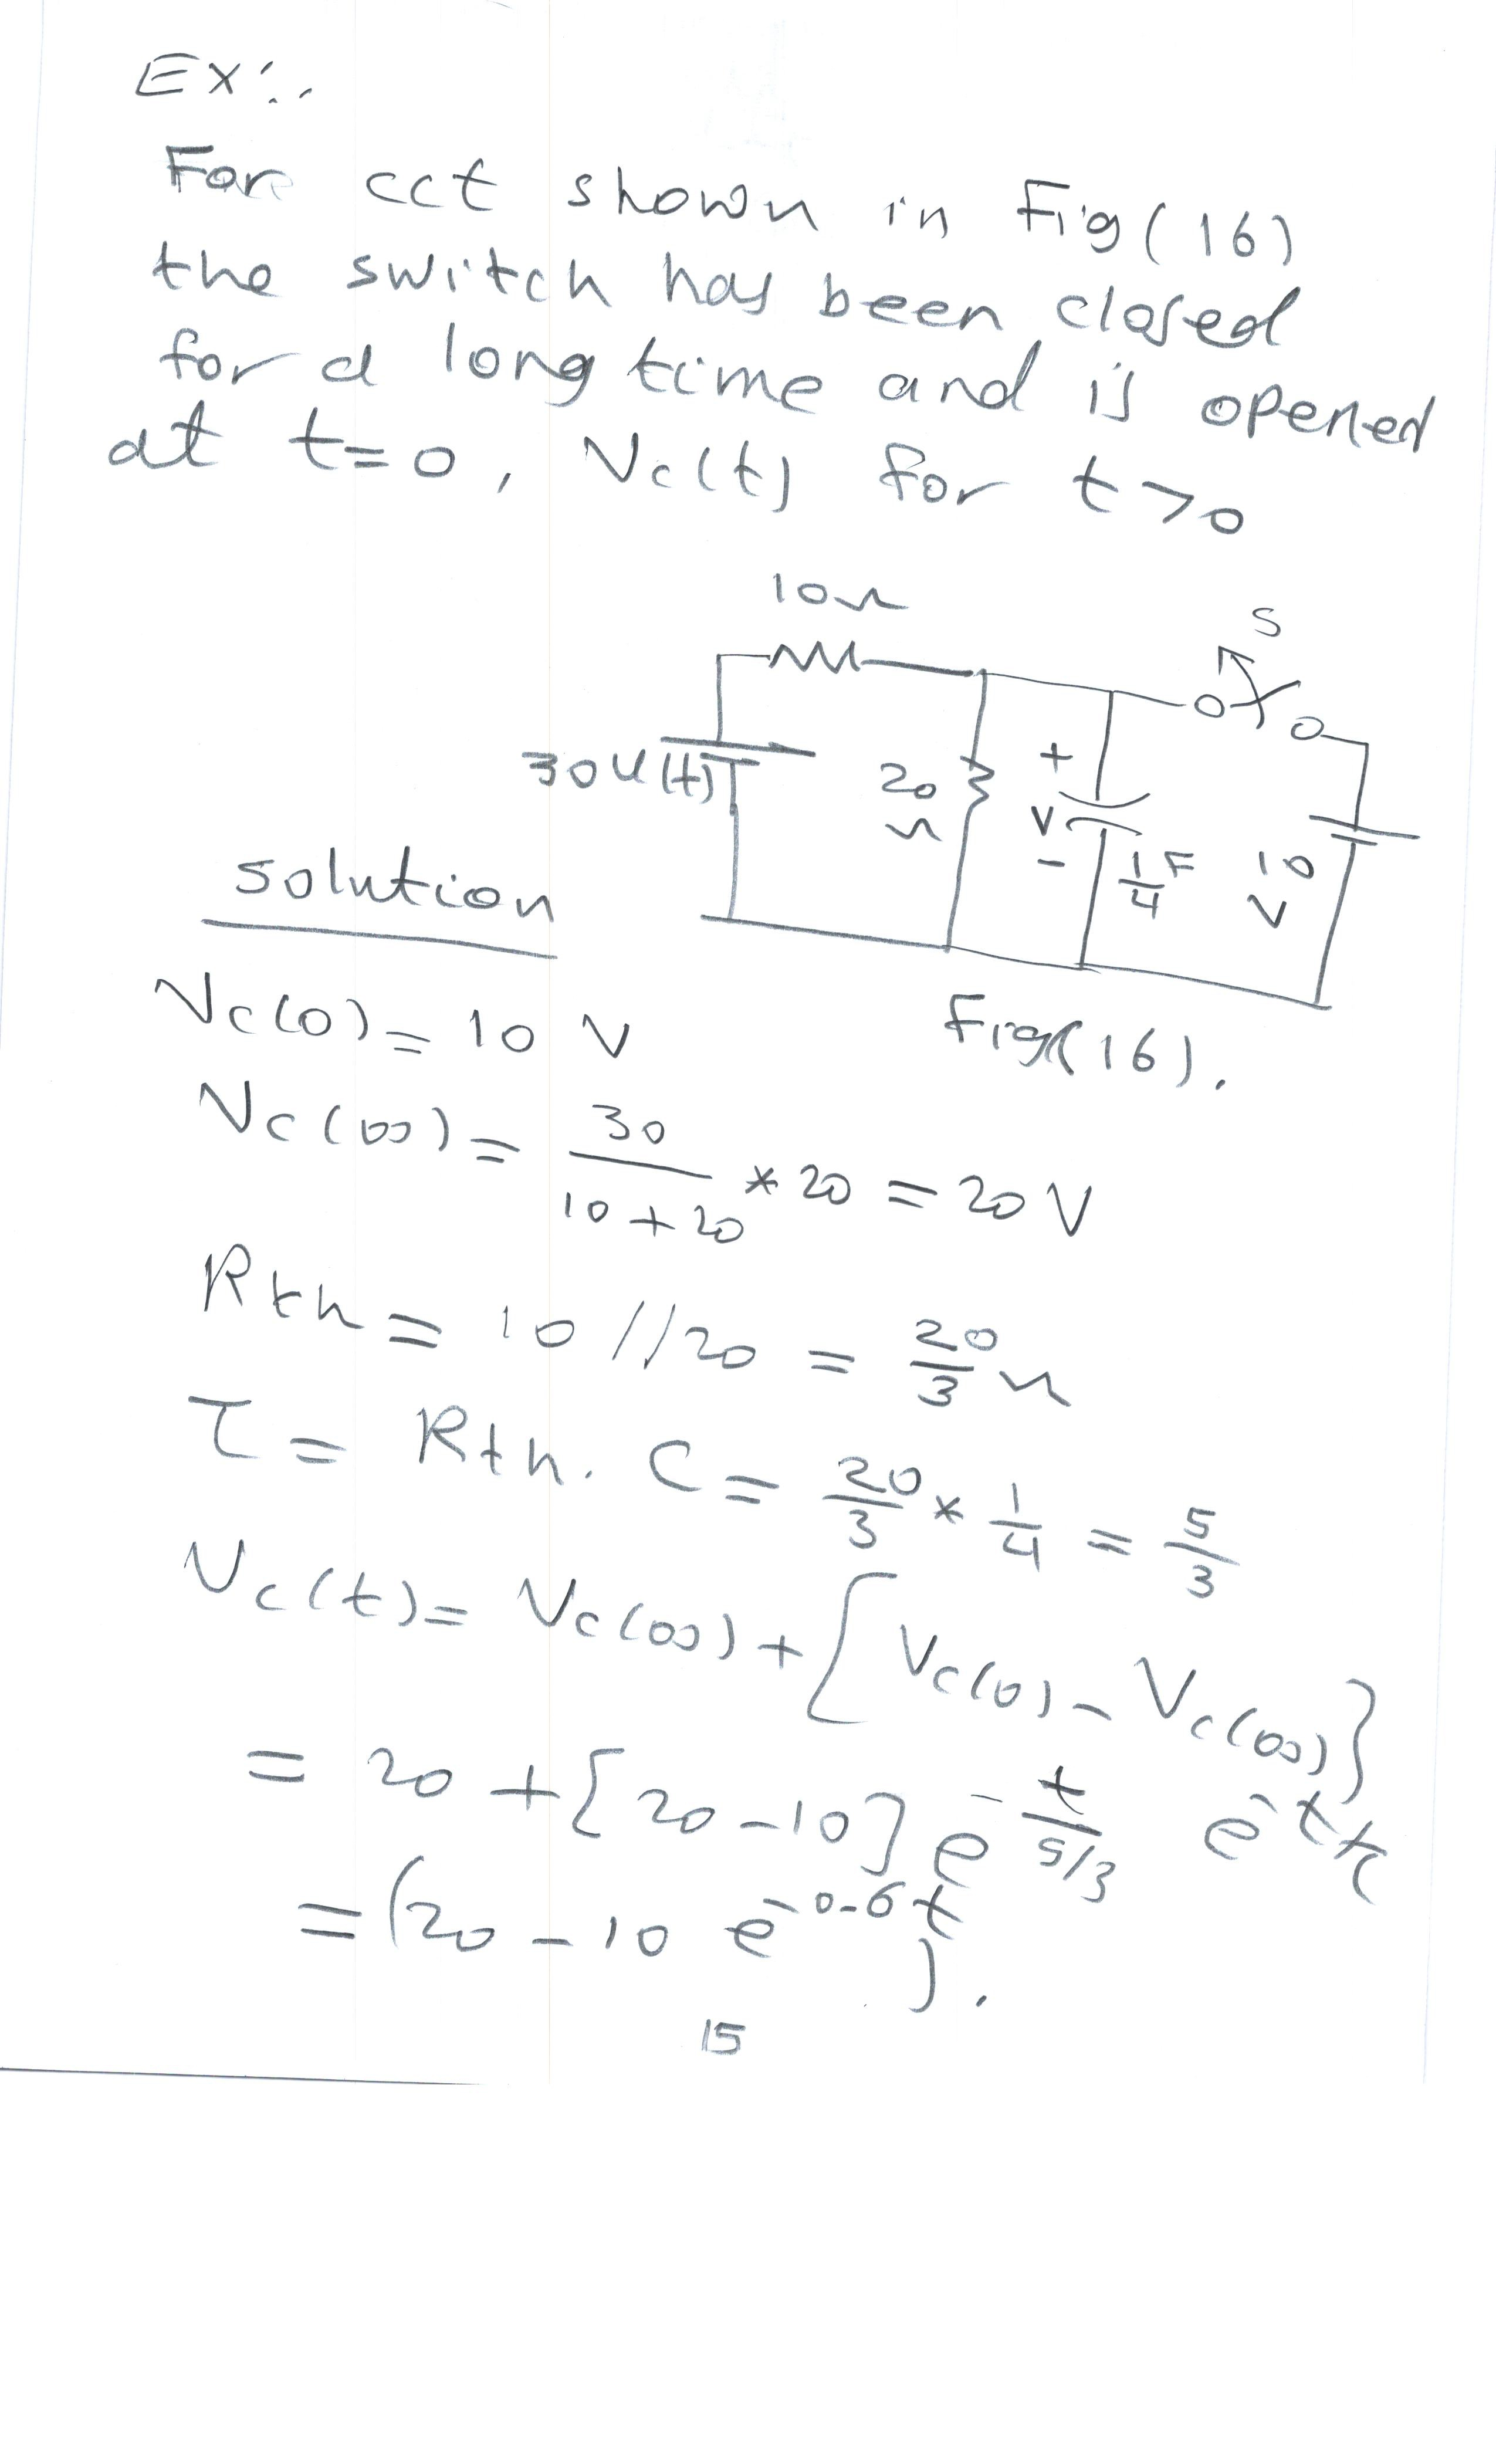 EX:.
For cct shown in Fig(16)
the switch has been closed
for a long time and is opened
at t=0, Vc(t) for t>0
10Ω
S
30u(t)
20
Ω
+
V
-
1/4 F
10
V
Fig(16).
solution
Vc(0) = 10 V
Vc(∞) = 30/(10+20) * 20 = 20V
Rth = 10//20 = 20/3 Ω
τ = Rth. C = 20/3 * 1/4 = 5/3
Vc(t) = Vc(∞) + [Vc(0) - Vc(∞)} e^-t/τ
= 20 + [20-10] e^-t/(5/3)
= (20 - 10 e^-0.6t).
15